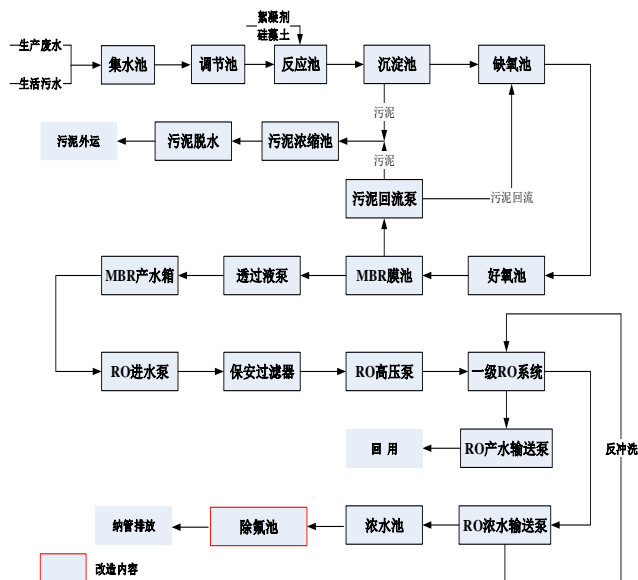 絮凝剂
硅藻土
生产废水
生活污水
集水池
调节池
反应池
沉淀池
缺氧池
污泥
污泥外运
污泥脱水
污泥浓缩池
污泥
污泥回流泵
污泥回流
MBR产水箱
透过液泵
MBR膜池
好氧池
RO进水泵
保安过滤器
RO高压泵
一级RO系统
反冲洗
回 用
RO产水输送泵
纳管排放
除氟池
浓水池
RO浓水输送泵
改造内容